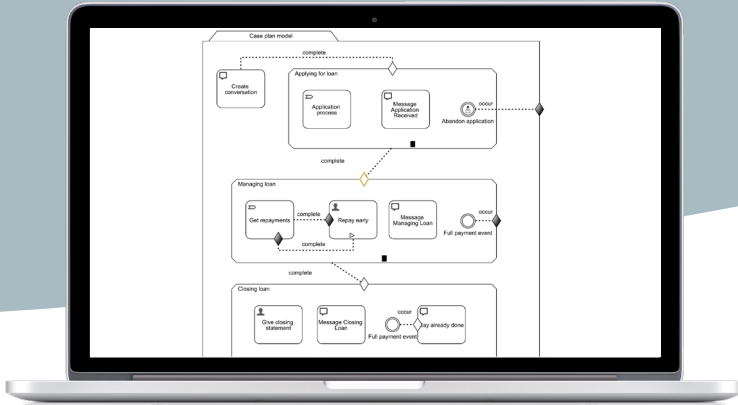 Case plan model
complete
Create
conversation
Applying for loan
Application
process
Message
Application
Received
occur
Abandon application
complete
Managing loan
Get repayments
complete
Repay early
Message
Managing Loan
occur
Full payment event
complete
complete
Closing loan
Give closing
statement
Message Closing
Loan
occur
Full payment event
already done